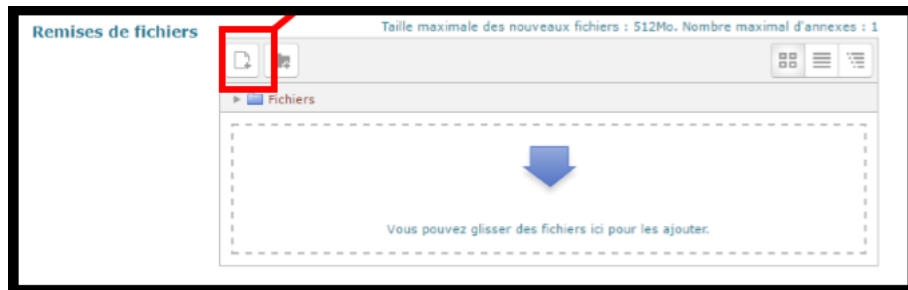 Remises de fichiers
Taille maximale des nouveaux fichiers : 512Mo. Nombre maximal d'annexes : 1
Fichiers
Vous pouvez glisser des fichiers ici pour les ajouter.